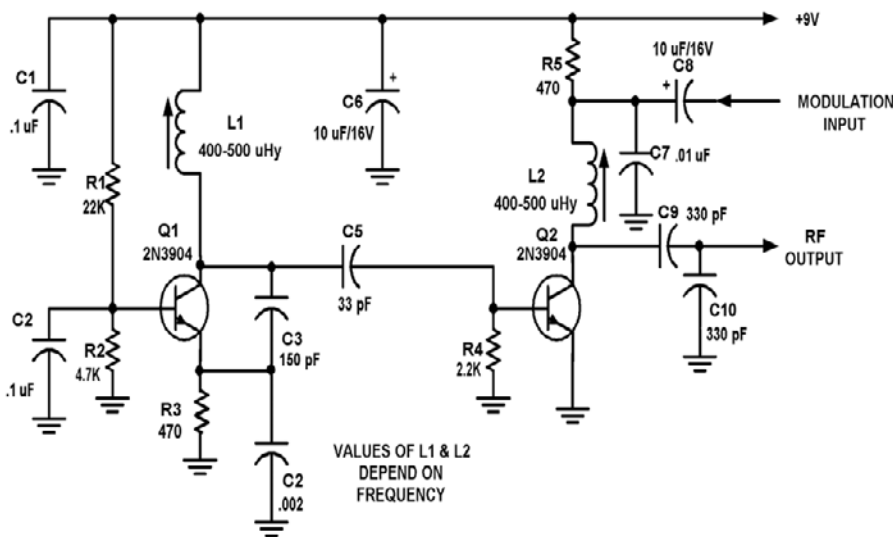 +9V
C1
.1 uF
R1
22K
L1
400-500 uHy
C6
10 uF/16V
+
R5
470
10 uF/16V
C8
+
MODULATION
INPUT
C7
.01 uF
L2
400-500 uHy
C9
330 pF
RF
OUTPUT
C10
330 pF
Q1
2N3904
C5
33 pF
Q2
2N3904
C2
.1 uF
R2
4.7K
C3
150 pF
R4
2.2K
R3
470
C2
.002
VALUES OF L1 & L2
DEPEND ON
FREQUENCY